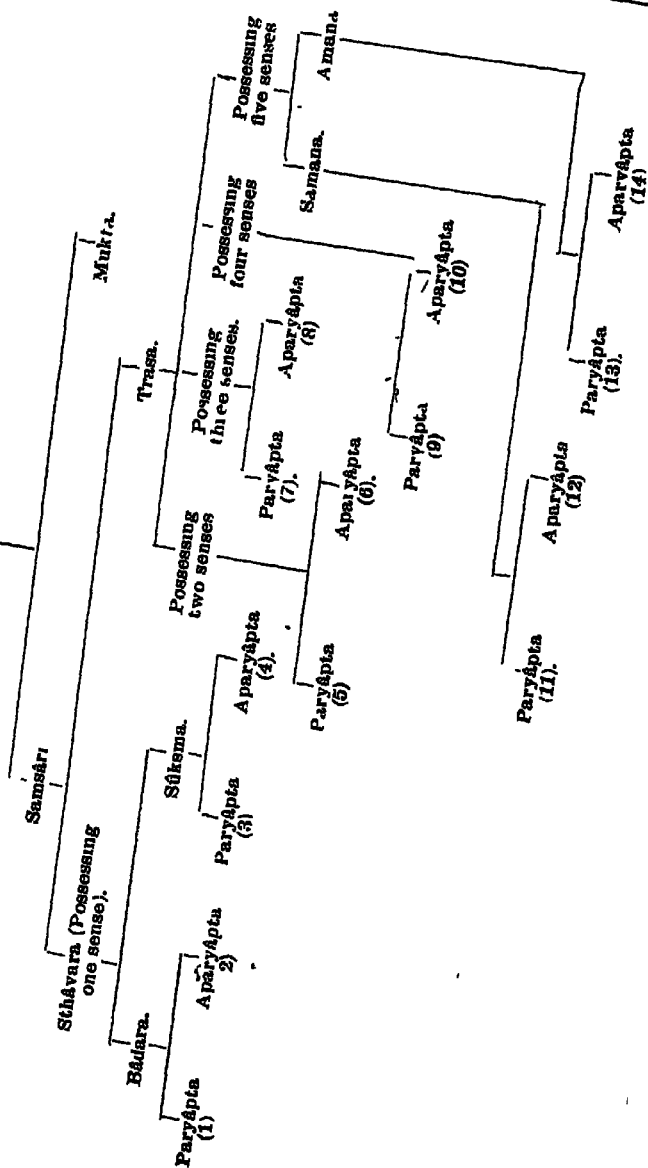 Samsârı
Mukta.
Sthâvara (Possessing
one sense).
Trasa.
Bâdara.
Sûksma.
Possessing
two senses
Possessing
three senses.
Possessing
four senses
Possessing
five senses
Samana.
Amana
Paryâpta
(1)
Aparyâpta
2)
Paryâpta
(3)
Aparyâpta
(4).
Paryâpta
(5)
Aparyâpta
(6).
Paryâpta
(7).
Aparyâpta
(8)
Paryâpta
(9)
Aparyâpta
(10)
Paryâpta
(11).
Aparyâpta
(12)
Paryâpta
(13).
Aparyâpta
(14)